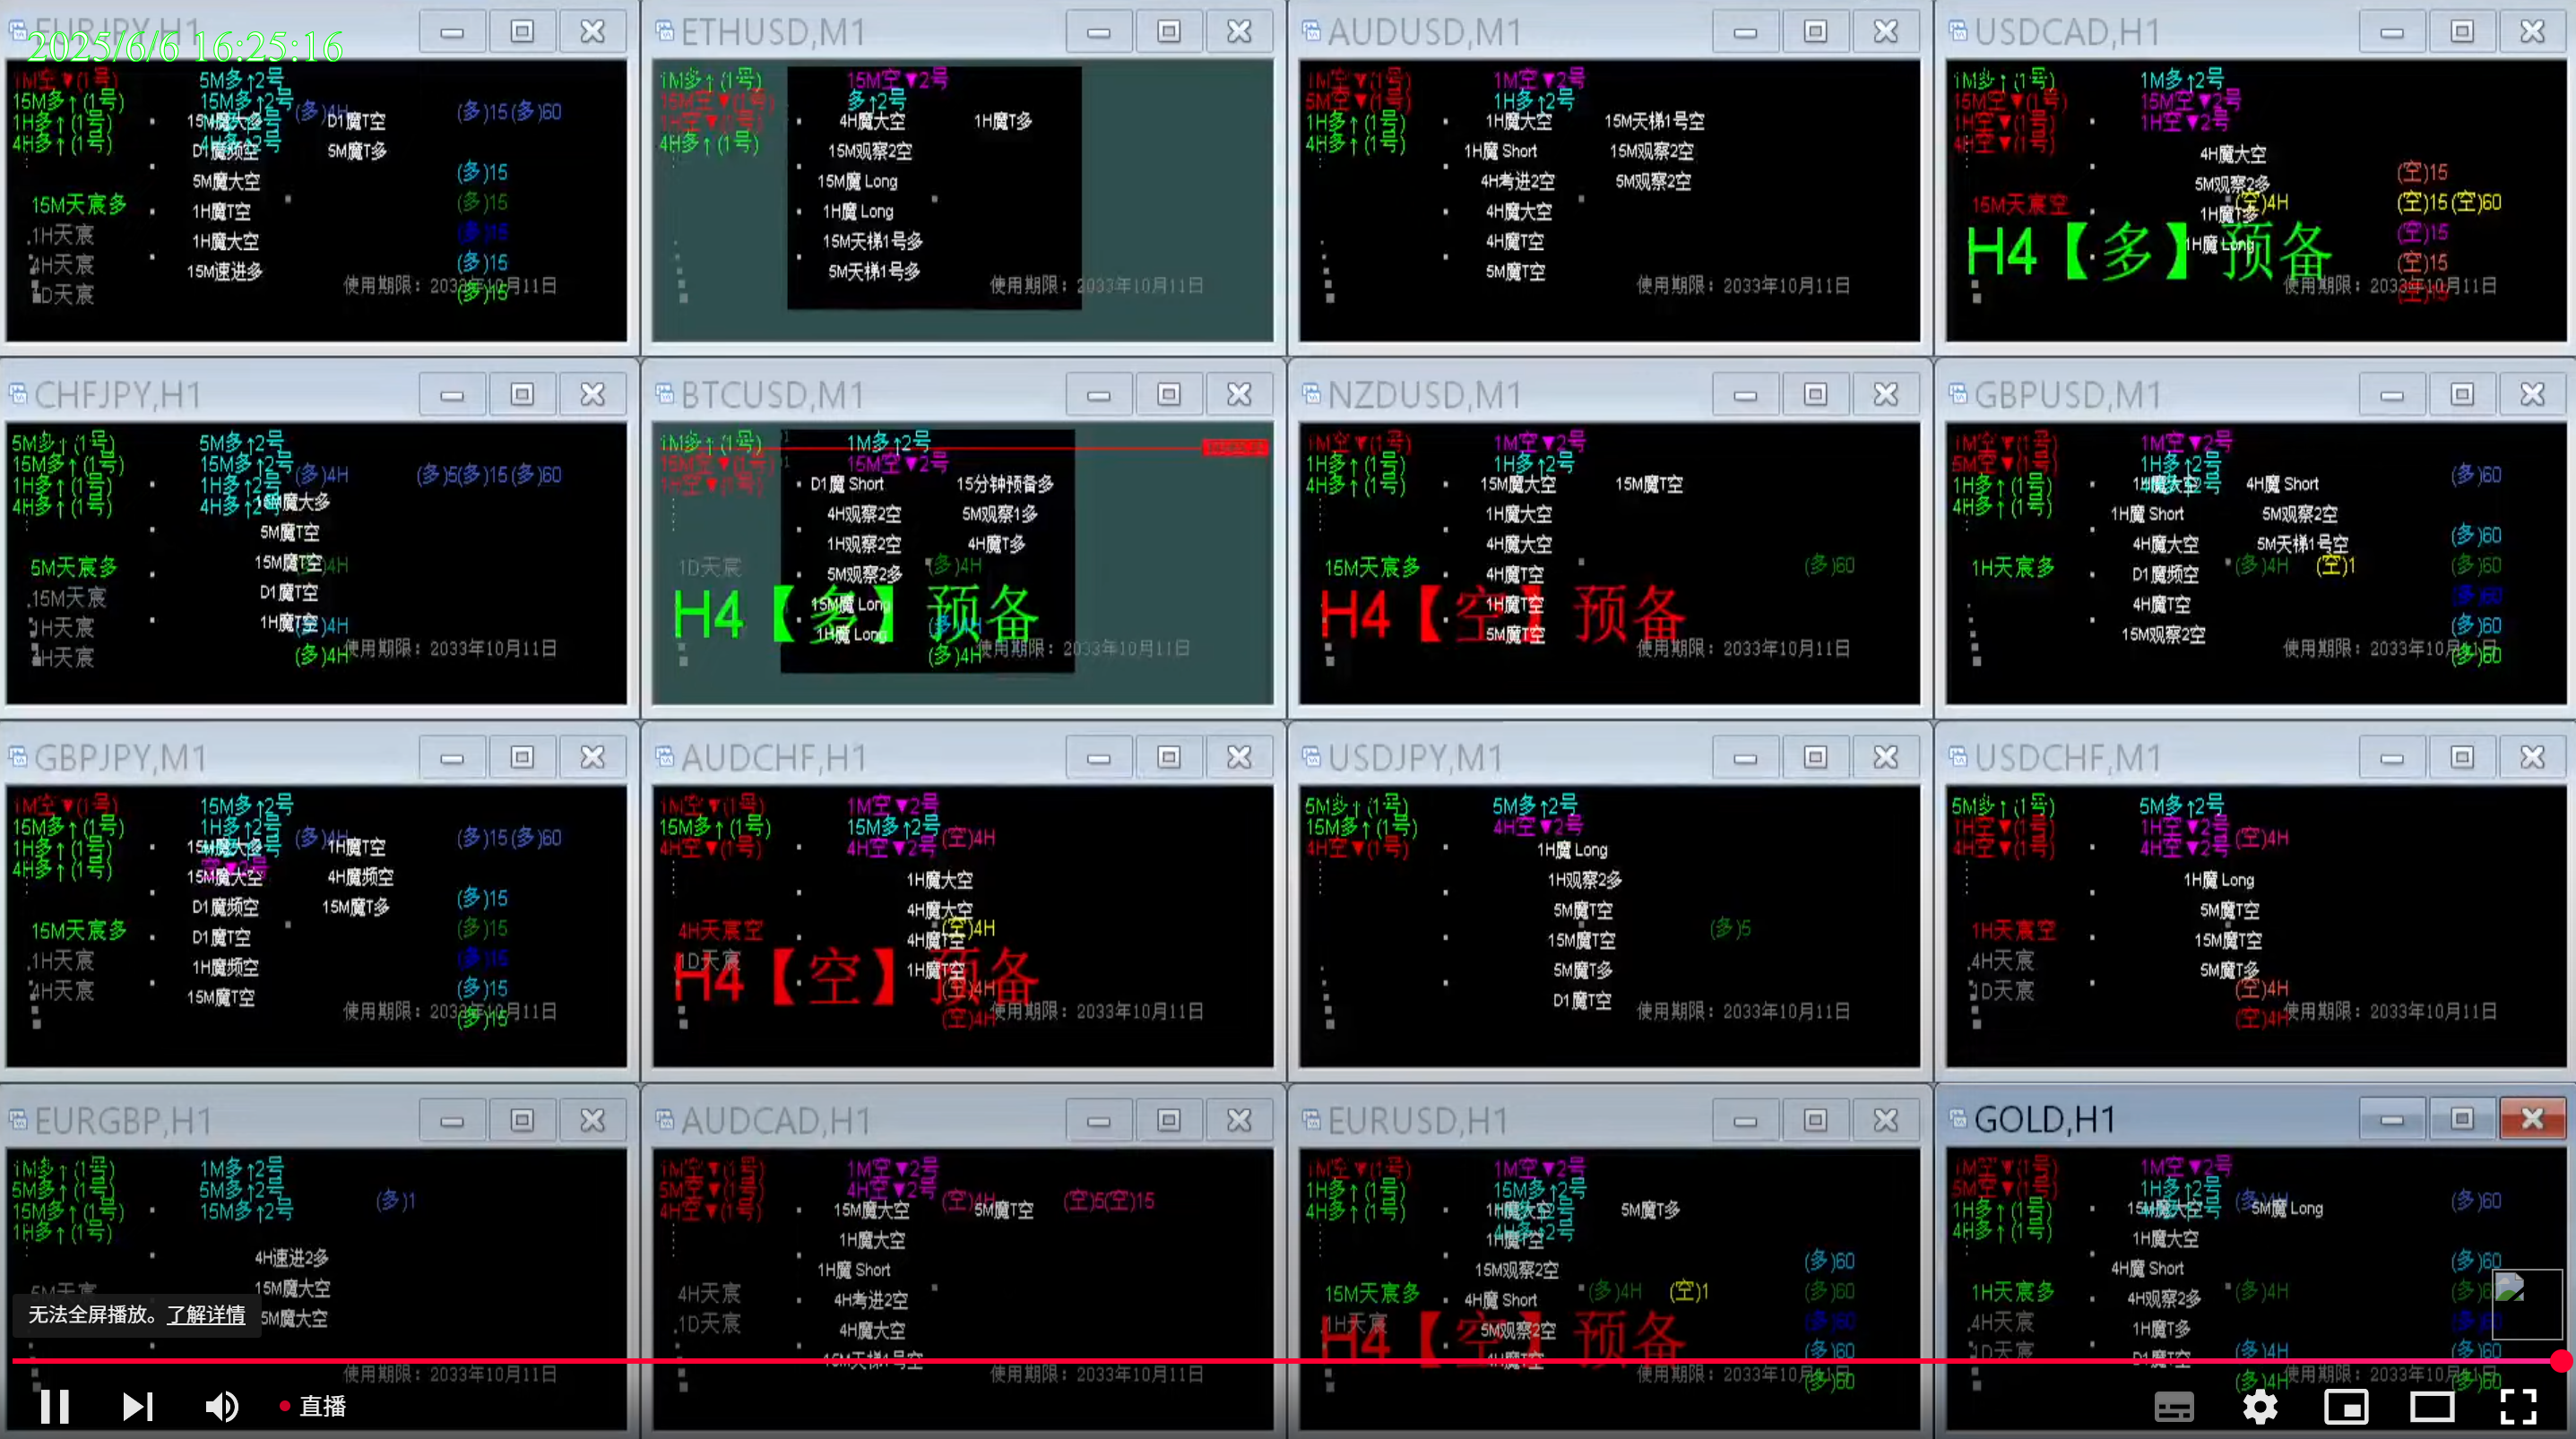 EURJPY,H1
2025/6/6 16:25:16
1M空▼(1号)
15M多↑(1号)
1H多↑(1号)
4H多↑(1号)
5M多↑2号
15M多↑2号
(多)4H
(多)15(多)60
D1魔T空
D1魔频空
5M魔T多
5M魔大空
1H魔T空
1H魔大空
15M速进多
(多)15
(多)15
(多)15
(多)15
(多)15
15M天宸多
1H天宸
4H天宸
1D天宸
使用期限：2033年10月11日
ETHUSD,M1
1M多↑(1号)
15M空▼(1号)
1H空▼(1号)
4H多↑(1号)
15M空▼2号
多↑2号
4H魔大空
1H魔T多
15M观察2空
15M魔 Long
1H魔 Long
15M天梯1号多
5M天梯1号多
使用期限：2033年10月11日
AUDUSD,M1
1M空▼(1号)
5M空▼(1号)
1H多↑(1号)
4H多↑(1号)
1M空▼2号
1H多↑2号
1H魔大空
15M天梯1号空
1H魔 Short
15M观察2空
4H考进2空
5M观察2空
4H魔大空
4H魔T空
5M魔T空
使用期限：2033年10月11日
USDCAD,H1
1M多↑(1号)
15M空▼(1号)
1H空▼(1号)
4H空▼(1号)
1M多↑2号
15M空▼2号
1H空▼2号
4H魔大空
5M观察2多
1H魔T多
1H魔 Long
(空)4H
(空)15
(空)15(空)60
(空)15
(空)15
(空)15
15M天宸空
H4【多】预备
使用期限：2033年10月11日
CHFJPY,H1
5M多↑(1号)
15M多↑(1号)
1H多↑(1号)
4H多↑(1号)
5M多↑2号
15M多↑2号
1H多↑2号
4H多↑2号
(多)4H
(多)5(多)15(多)60
15M魔大多
5M魔T空
15M魔T空
D1魔T空
1H魔T空
(多)4H
(多)4H
(多)4H
5M天宸多
15M天宸
1H天宸
4H天宸
使用期限：2033年10月11日
BTCUSD,M1
1M多↑(1号)
15M空▼(1号)
1H空▼(1号)
1M多↑2号
15M空▼2号
D1魔 Short
15分钟预备多
4H观察2空
5M观察1多
1H观察2空
4H魔T多
5M观察2多
15M魔 Long
1H魔 Long
(多)4H
(多)4H
1D天宸
H4【多】预备
使用期限：2033年10月11日
NZDUSD,M1
1M空▼(1号)
1H多↑(1号)
4H多↑(1号)
1M空▼2号
1H多↑2号
15M魔大空
15M魔T空
1H魔大空
4H魔大空
4H魔T空
1H魔T空
5M魔T空
(多)60
15M天宸多
H4【空】预备
使用期限：2033年10月11日
GBPUSD,M1
1M空▼(1号)
5M空▼(1号)
1H多↑(1号)
4H多↑(1号)
1M空▼2号
1H多↑2号
1H魔大空
4H魔 Short
1H魔 Short
5M观察2空
4H魔大空
5M天梯1号空
D1魔频空
4H魔T空
15M观察2空
(多)4H
(空)1
(多)60
(多)60
(多)60
(多)60
(多)60
(多)60
1H天宸多
使用期限：2033年10月11日
GBPJPY,M1
1M空▼(1号)
15M多↑(1号)
1H多↑(1号)
4H多↑(1号)
15M多↑2号
1H多↑2号
(多)4H
(多)15(多)60
1H魔T空
15M魔大空
4H魔频空
D1魔频空
15M魔T多
D1魔T空
1H魔频空
15M魔T空
(多)15
(多)15
(多)15
(多)15
(多)15
15M天宸多
1H天宸
4H天宸
使用期限：2033年10月11日
AUDCHF,H1
1M空▼(1号)
15M多↑(1号)
4H空▼(1号)
1M空▼2号
15M多↑2号
4H空▼2号
(空)4H
1H魔大空
4H魔大空
4H魔T空
1H魔T空
(空)4H
(空)4H
(空)4H
4H天宸空
1D天宸
H4【空】预备
使用期限：2033年10月11日
USDJPY,M1
5M多↑(1号)
15M多↑(1号)
4H空▼(1号)
5M多↑2号
4H空▼2号
1H魔 Long
1H观察2多
5M魔T空
15M魔T空
5M魔T多
D1魔T空
(多)5
使用期限：2033年10月11日
USDCHF,M1
5M多↑(1号)
1H空▼(1号)
4H空▼(1号)
5M多↑2号
1H空▼2号
4H空▼2号
(空)4H
1H魔 Long
5M魔T空
15M魔T空
5M魔T多
(空)4H
(空)4H
1H天宸空
4H天宸
1D天宸
使用期限：2033年10月11日
EURGBP,H1
1M多↑(1号)
5M多↑(1号)
15M多↑(1号)
1H多↑(1号)
1M多↑2号
5M多↑2号
15M多↑2号
(多)1
4H速进2多
15M魔大空
5M魔大空
5M天宸
使用期限：2033年10月11日
AUDCAD,H1
1M空▼(1号)
5M空▼(1号)
4H空▼(1号)
1M空▼2号
4H空▼2号
(空)4H
(空)5(空)15
15M魔大空
5M魔T空
1H魔大空
1H魔 Short
4H考进2空
4H魔大空
15M天梯1号空
4H天宸
1D天宸
使用期限：2033年10月11日
EURUSD,H1
1M空▼(1号)
1H多↑(1号)
4H多↑(1号)
1M空▼2号
15M多↑2号
4H多↑2号
1H魔大空
5M魔T多
1H魔T空
15M观察2空
4H魔 Short
5M观察2空
4H魔T空
(多)4H
(空)1
(多)60
(多)60
(多)60
(多)60
(多)60
15M天宸多
1H天宸
H4【空】预备
使用期限：2033年10月11日
GOLD,H1
1M空▼(1号)
5M空▼(1号)
1H多↑(1号)
4H多↑(1号)
1M空▼2号
1H多↑2号
(多)4H
(多)60
15M魔大空
5M魔 Long
1H魔大空
4H魔 Short
4H观察2多
1H魔T多
D1魔T空
(多)4H
(多)4H
(多)4H
(多)60
(多)60
(多)60
1H天宸多
4H天宸
1D天宸
使用期限：2033年10月11日
无法全屏播放。了解详情
直播